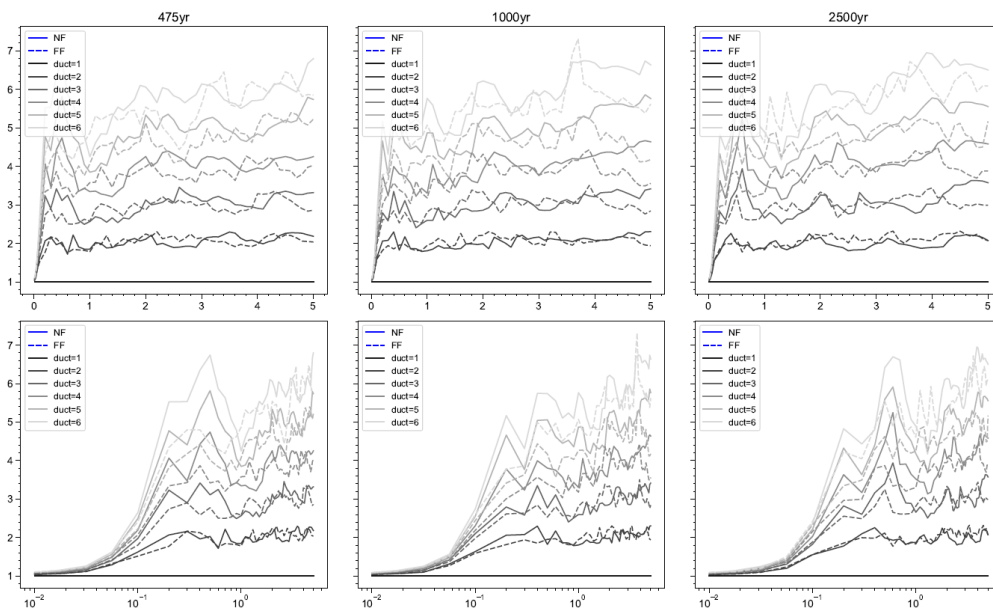 475yr
1000yr
2500yr
7
6
5
4
3
2
1
NF
FF
duct=1
duct=2
duct=3
duct=4
duct=5
duct=6
0 1 2 3 4 5
NF
FF
duct=1
duct=2
duct=3
duct=4
duct=5
duct=6
0 1 2 3 4 5
NF
FF
duct=1
duct=2
duct=3
duct=4
duct=5
duct=6
0 1 2 3 4 5
7
6
5
4
3
2
1
NF
FF
duct=1
duct=2
duct=3
duct=4
duct=5
duct=6
10⁻² 10⁻¹ 10⁰
NF
FF
duct=1
duct=2
duct=3
duct=4
duct=5
duct=6
10⁻² 10⁻¹ 10⁰
NF
FF
duct=1
duct=2
duct=3
duct=4
duct=5
duct=6
10⁻² 10⁻¹ 10⁰